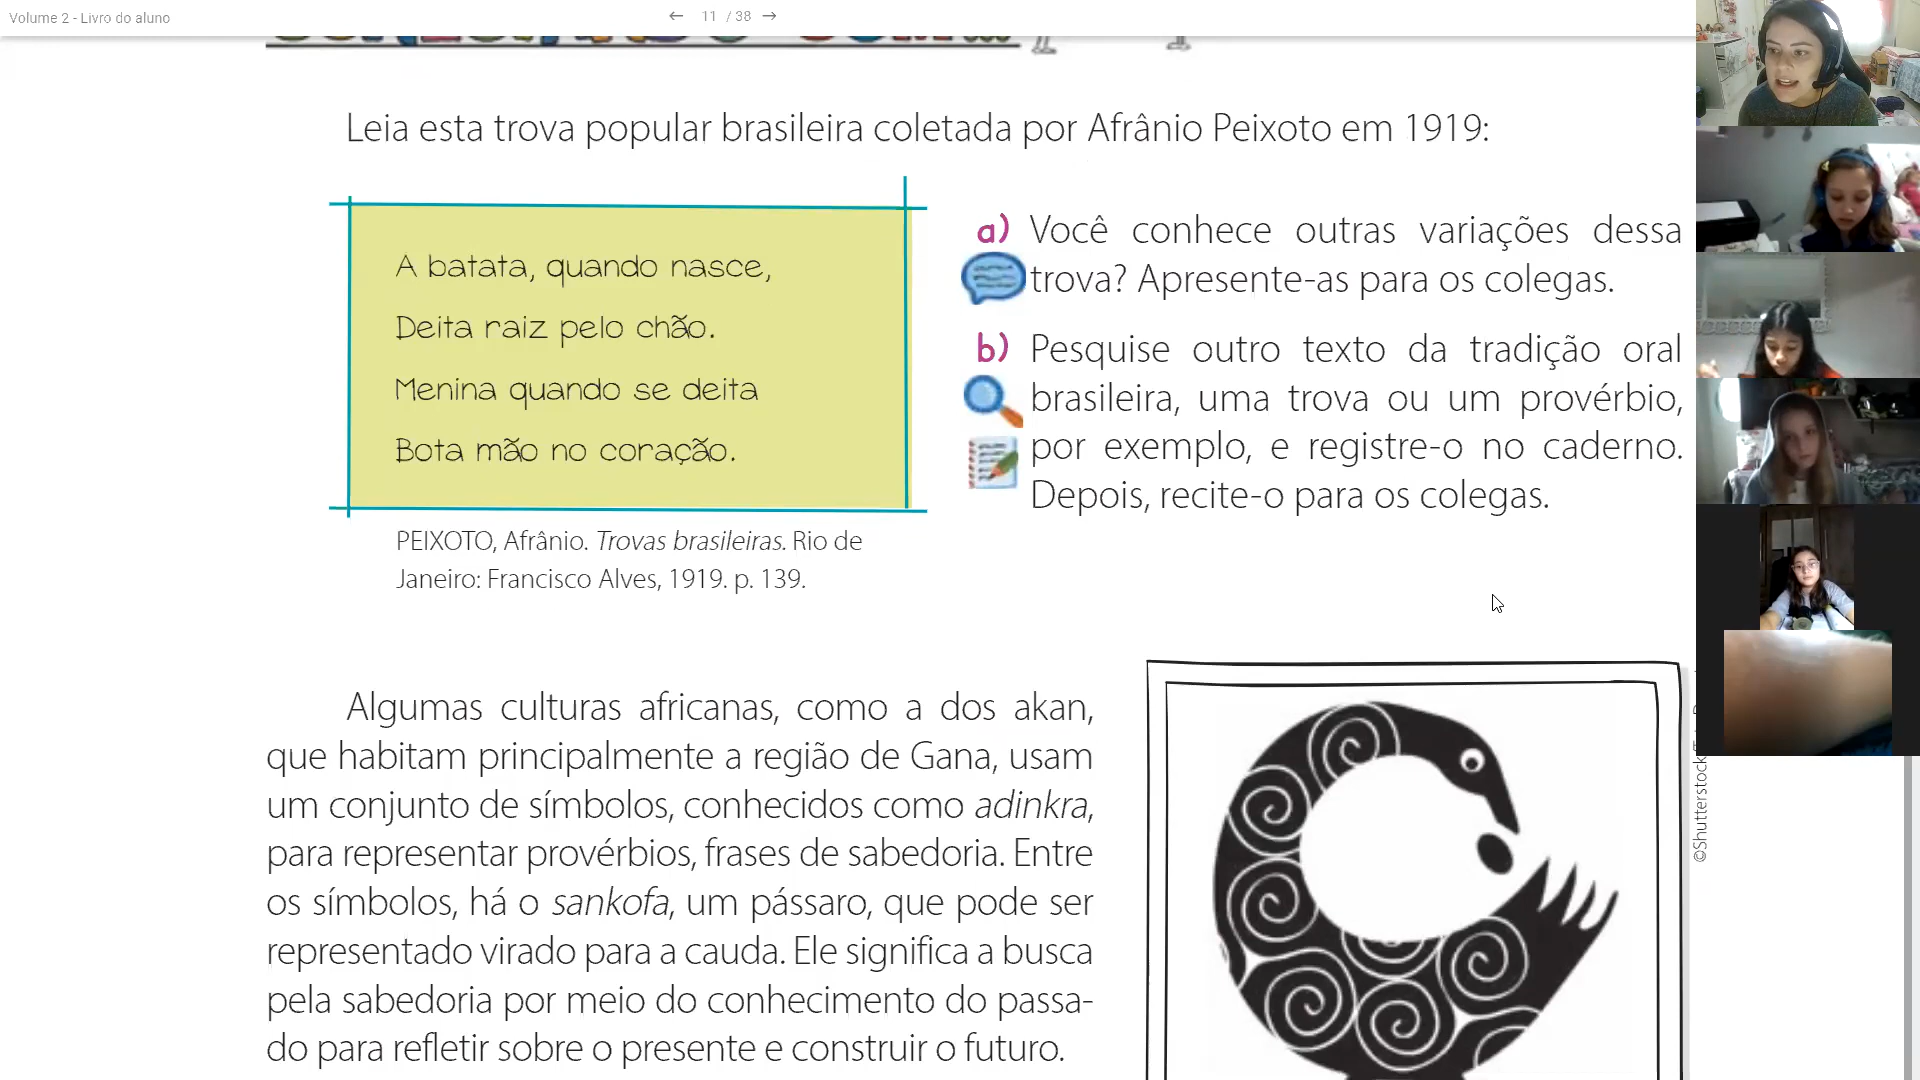 Volume 2 - Livro do aluno
← 11 / 38 →
Leia esta trova popular brasileira coletada por Afrânio Peixoto em 1919:
A batata, quando nasce,
Deita raiz pelo chão.
Menina quando se deita
Bota mão no coração.
PEIXOTO, Afrânio. Trovas brasileiras. Rio de
Janeiro: Francisco Alves, 1919. p. 139.
a) Você conhece outras variações dessa
trova? Apresente-as para os colegas.
b) Pesquise outro texto da tradição oral
brasileira, uma trova ou um provérbio,
por exemplo, e registre-o no caderno.
Depois, recite-o para os colegas.
Algumas culturas africanas, como a dos akan,
que habitam principalmente a região de Gana, usam
um conjunto de símbolos, conhecidos como adinkra,
para representar provérbios, frases de sabedoria. Entre
os símbolos, há o sankofa, um pássaro, que pode ser
representado virado para a cauda. Ele significa a busca
pela sabedoria por meio do conhecimento do passa-
do para refletir sobre o presente e construir o futuro.
©Shutterstock